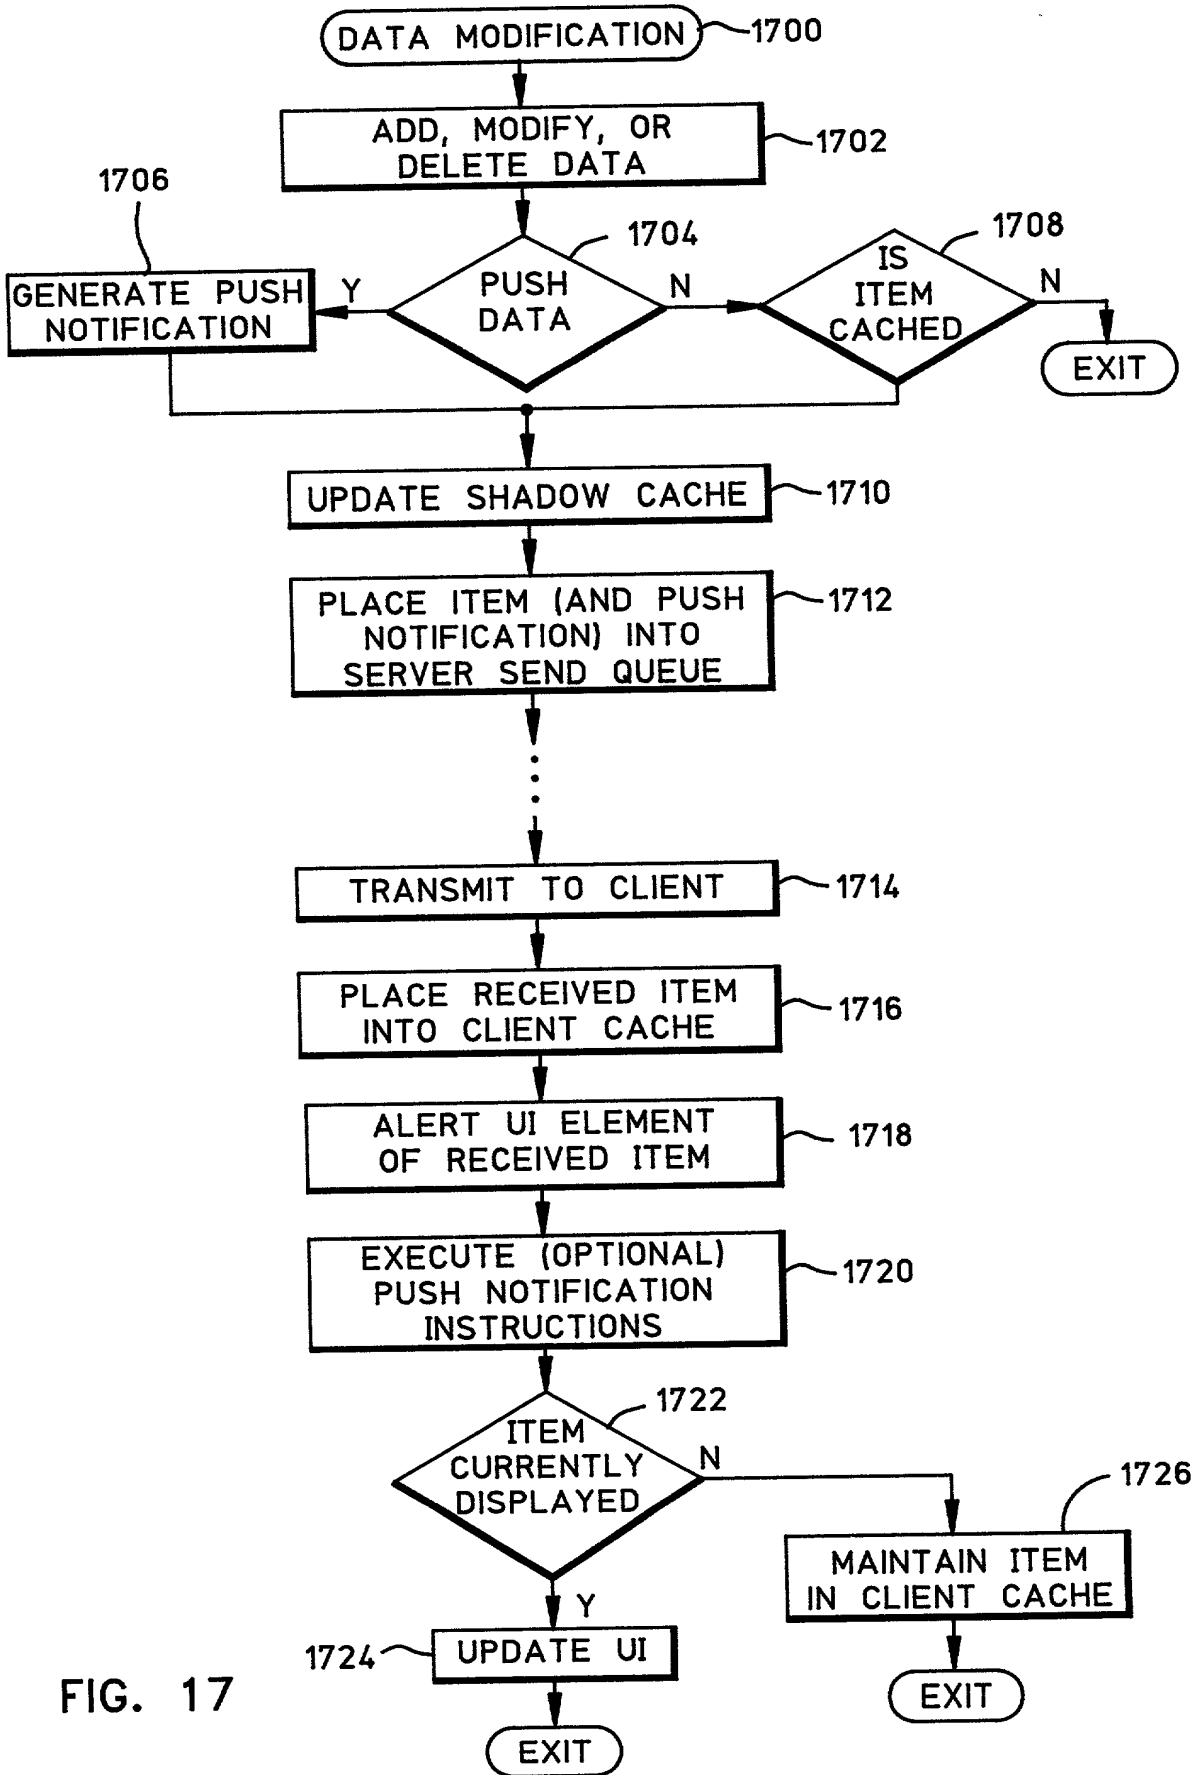 DATA MODIFICATION
1700
ADD, MODIFY, OR
DELETE DATA
1702
1706
1704
1708
GENERATE PUSH
NOTIFICATION
Y
PUSH
DATA
N
IS
ITEM
CACHED
N
EXIT
UPDATE SHADOW CACHE
1710
PLACE ITEM (AND PUSH
NOTIFICATION) INTO
SERVER SEND QUEUE
1712
TRANSMIT TO CLIENT
1714
PLACE RECEIVED ITEM
INTO CLIENT CACHE
1716
ALERT UI ELEMENT
OF RECEIVED ITEM
1718
EXECUTE (OPTIONAL)
PUSH NOTIFICATION
INSTRUCTIONS
1720
1722
ITEM
CURRENTLY
DISPLAYED
N
1726
MAINTAIN ITEM
IN CLIENT CACHE
Y
1724
UPDATE UI
EXIT
EXIT
FIG. 17